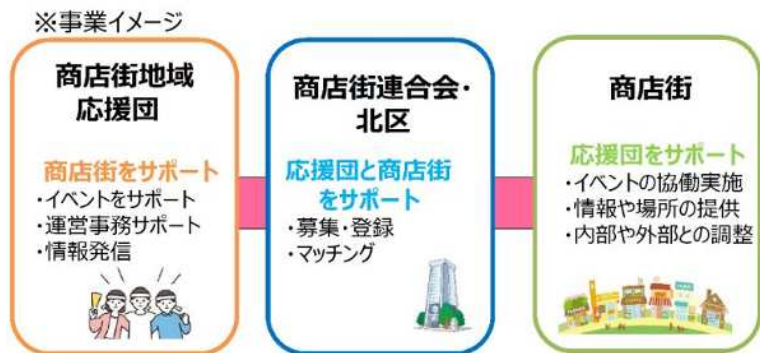 ※事業イメージ
商店街地域
応援団
商店街をサポート
・イベントをサポート
・運営事務サポート
・情報発信
商店街連合会・
北区
応援団と商店街
をサポート
・募集・登録
・マッチング
商店街
応援団をサポート
・イベントの協働実施
・情報や場所の提供
・内部や外部との調整